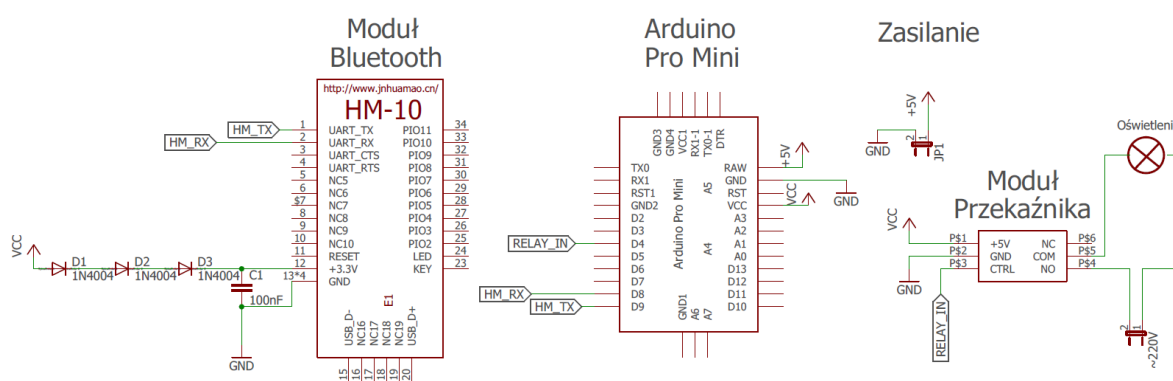 Moduł
Bluetooth
http://www.jnhuamao.cn/
HM-10
HM_TX
HM_RX
1 UART_TX PIO11 34
2 UART_RX PIO10 33
3 UART_CTS PIO9 32
4 UART_RTS PIO8 31
5 NC5 PIO7 30
6 NC6 PIO6 29
$7 NC7 PIO5 28
8 NC8 PIO4 27
9 NC9 PIO3 26
10 NC10 PIO2 25
11 RESET LED 24
12 +3.3V KEY 23
13*4 GND
E1
USB_D- NC16 NC17 NC18 NC19 USB_D+
15 16 17 18 19 20
VCC
D1 D2 D3
1N4004 1N4004 1N4004
C1
100nF
GND
Arduino
Pro Mini
GND3 GND4 VCC1 RX1-1 TX0-1 DTR
TX0 RAW
RX1 GND
RST1 RST
GND2 VCC
D2 A3
D3 A2
D4 A1
D5 A0
D6 D13
D7 D12
D8 D11
D9 D10
A5
A4
Arduino Pro Mini
GND1 A6 A7
RELAY_IN
HM_RX
HM_TX
+5V
GND
VCC
Zasilanie
+5V
GND
2 1
JP1
Oświetleni
Moduł
Przekaźnika
VCC
P$1 +5V NC P$6
P$2 GND COM P$5
P$3 CTRL NO P$4
GND
RELAY_IN
2 1
~220V